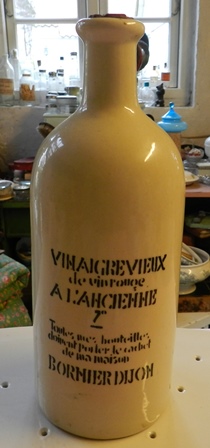 VINAIGRE VIEUX
de vin rouge
A L'ANCIENNE
Toutes mes bouteilles
doivent porter le cachet
de ma maison
BORNIER DIJON